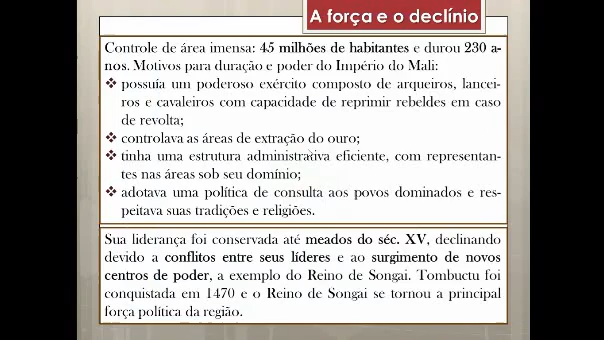 A força e o declínio
Controle de área imensa: 45 milhões de habitantes e durou 230 a-
nos. Motivos para duração e poder do Império do Mali:
❖ possuía um poderoso exército composto de arqueiros, lancei-
ros e cavaleiros com capacidade de reprimir rebeldes em caso
de revolta;
❖ controlava as áreas de extração do ouro;
❖ tinha uma estrutura administrativa eficiente, com representan-
tes nas áreas sob seu domínio;
❖ adotava uma política de consulta aos povos dominados e res-
peitava suas tradições e religiões.
Sua liderança foi conservada até meados do séc. XV, declinando
devido a conflitos entre seus líderes e ao surgimento de novos
centros de poder, a exemplo do Reino de Songai. Tombuctu foi
conquistada em 1470 e o Reino de Songai se tornou a principal
força política da região.